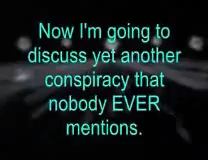 Now I'm going to
discuss yet another
conspiracy that
nobody EVER
mentions.